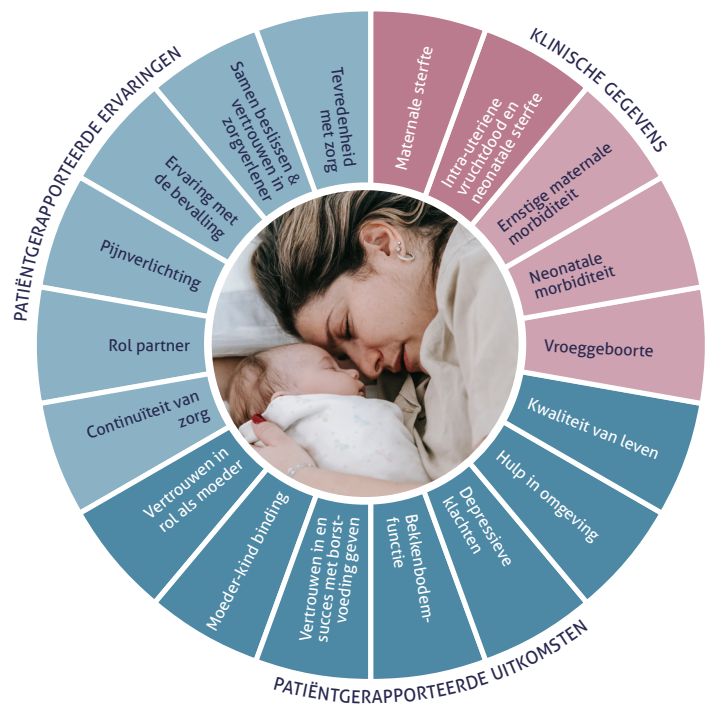 KLINISCHE GEGEVENS
Maternale sterfte
Intra-uteriene
vruchtdood en
neonatale sterfte
Ernstige maternale
morbiditeit
Neonatale
morbiditeit
Vroeggeboorte
PATIËNTGERAPPORTEERDE UITKOMSTEN
Kwaliteit van leven
Hulp in omgeving
Depressieve
klachten
Bekkenbodem-
functie
Vertrouwen in en
succes met borst-
voeding geven
Moeder-kind binding
Vertrouwen in
rol als moeder
PATIËNTGERAPPORTEERDE ERVARINGEN
Continuïteit van
zorg
Rol partner
Pijnverlichting
Ervaring met
de bevalling
Samen beslissen &
vertrouwen in
zorgverlener
Tevredenheid
met zorg